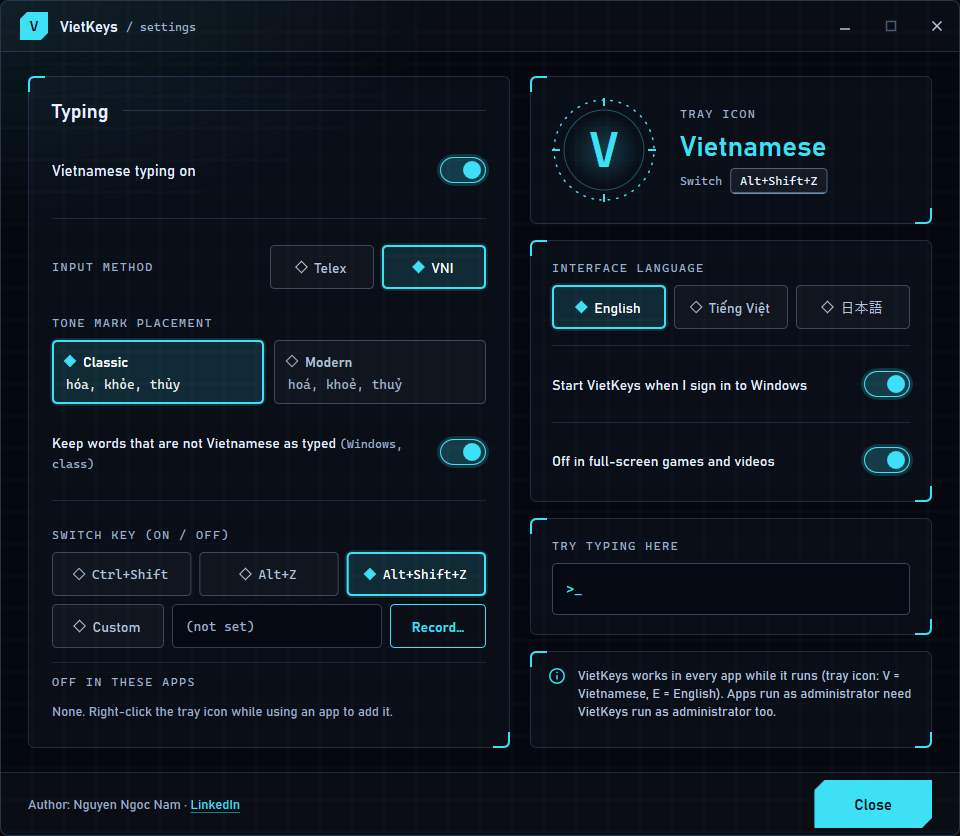 V VietKeys / settings
Typing
Vietnamese typing on
INPUT METHOD
Telex
VNI
TONE MARK PLACEMENT
Classic
hóa, khỏe, thủy
Modern
hoá, khoẻ, thuỷ
Keep words that are not Vietnamese as typed (Windows,
class)
SWITCH KEY (ON / OFF)
Ctrl+Shift
Alt+Z
Alt+Shift+Z
Custom
(not set)
Record…
OFF IN THESE APPS
None. Right-click the tray icon while using an app to add it.
V
TRAY ICON
Vietnamese
Switch Alt+Shift+Z
INTERFACE LANGUAGE
English
Tiếng Việt
日本語
Start VietKeys when I sign in to Windows
Off in full-screen games and videos
TRY TYPING HERE
>_
VietKeys works in every app while it runs (tray icon: V =
Vietnamese, E = English). Apps run as administrator need
VietKeys run as administrator too.
Author: Nguyen Ngoc Nam · LinkedIn
Close